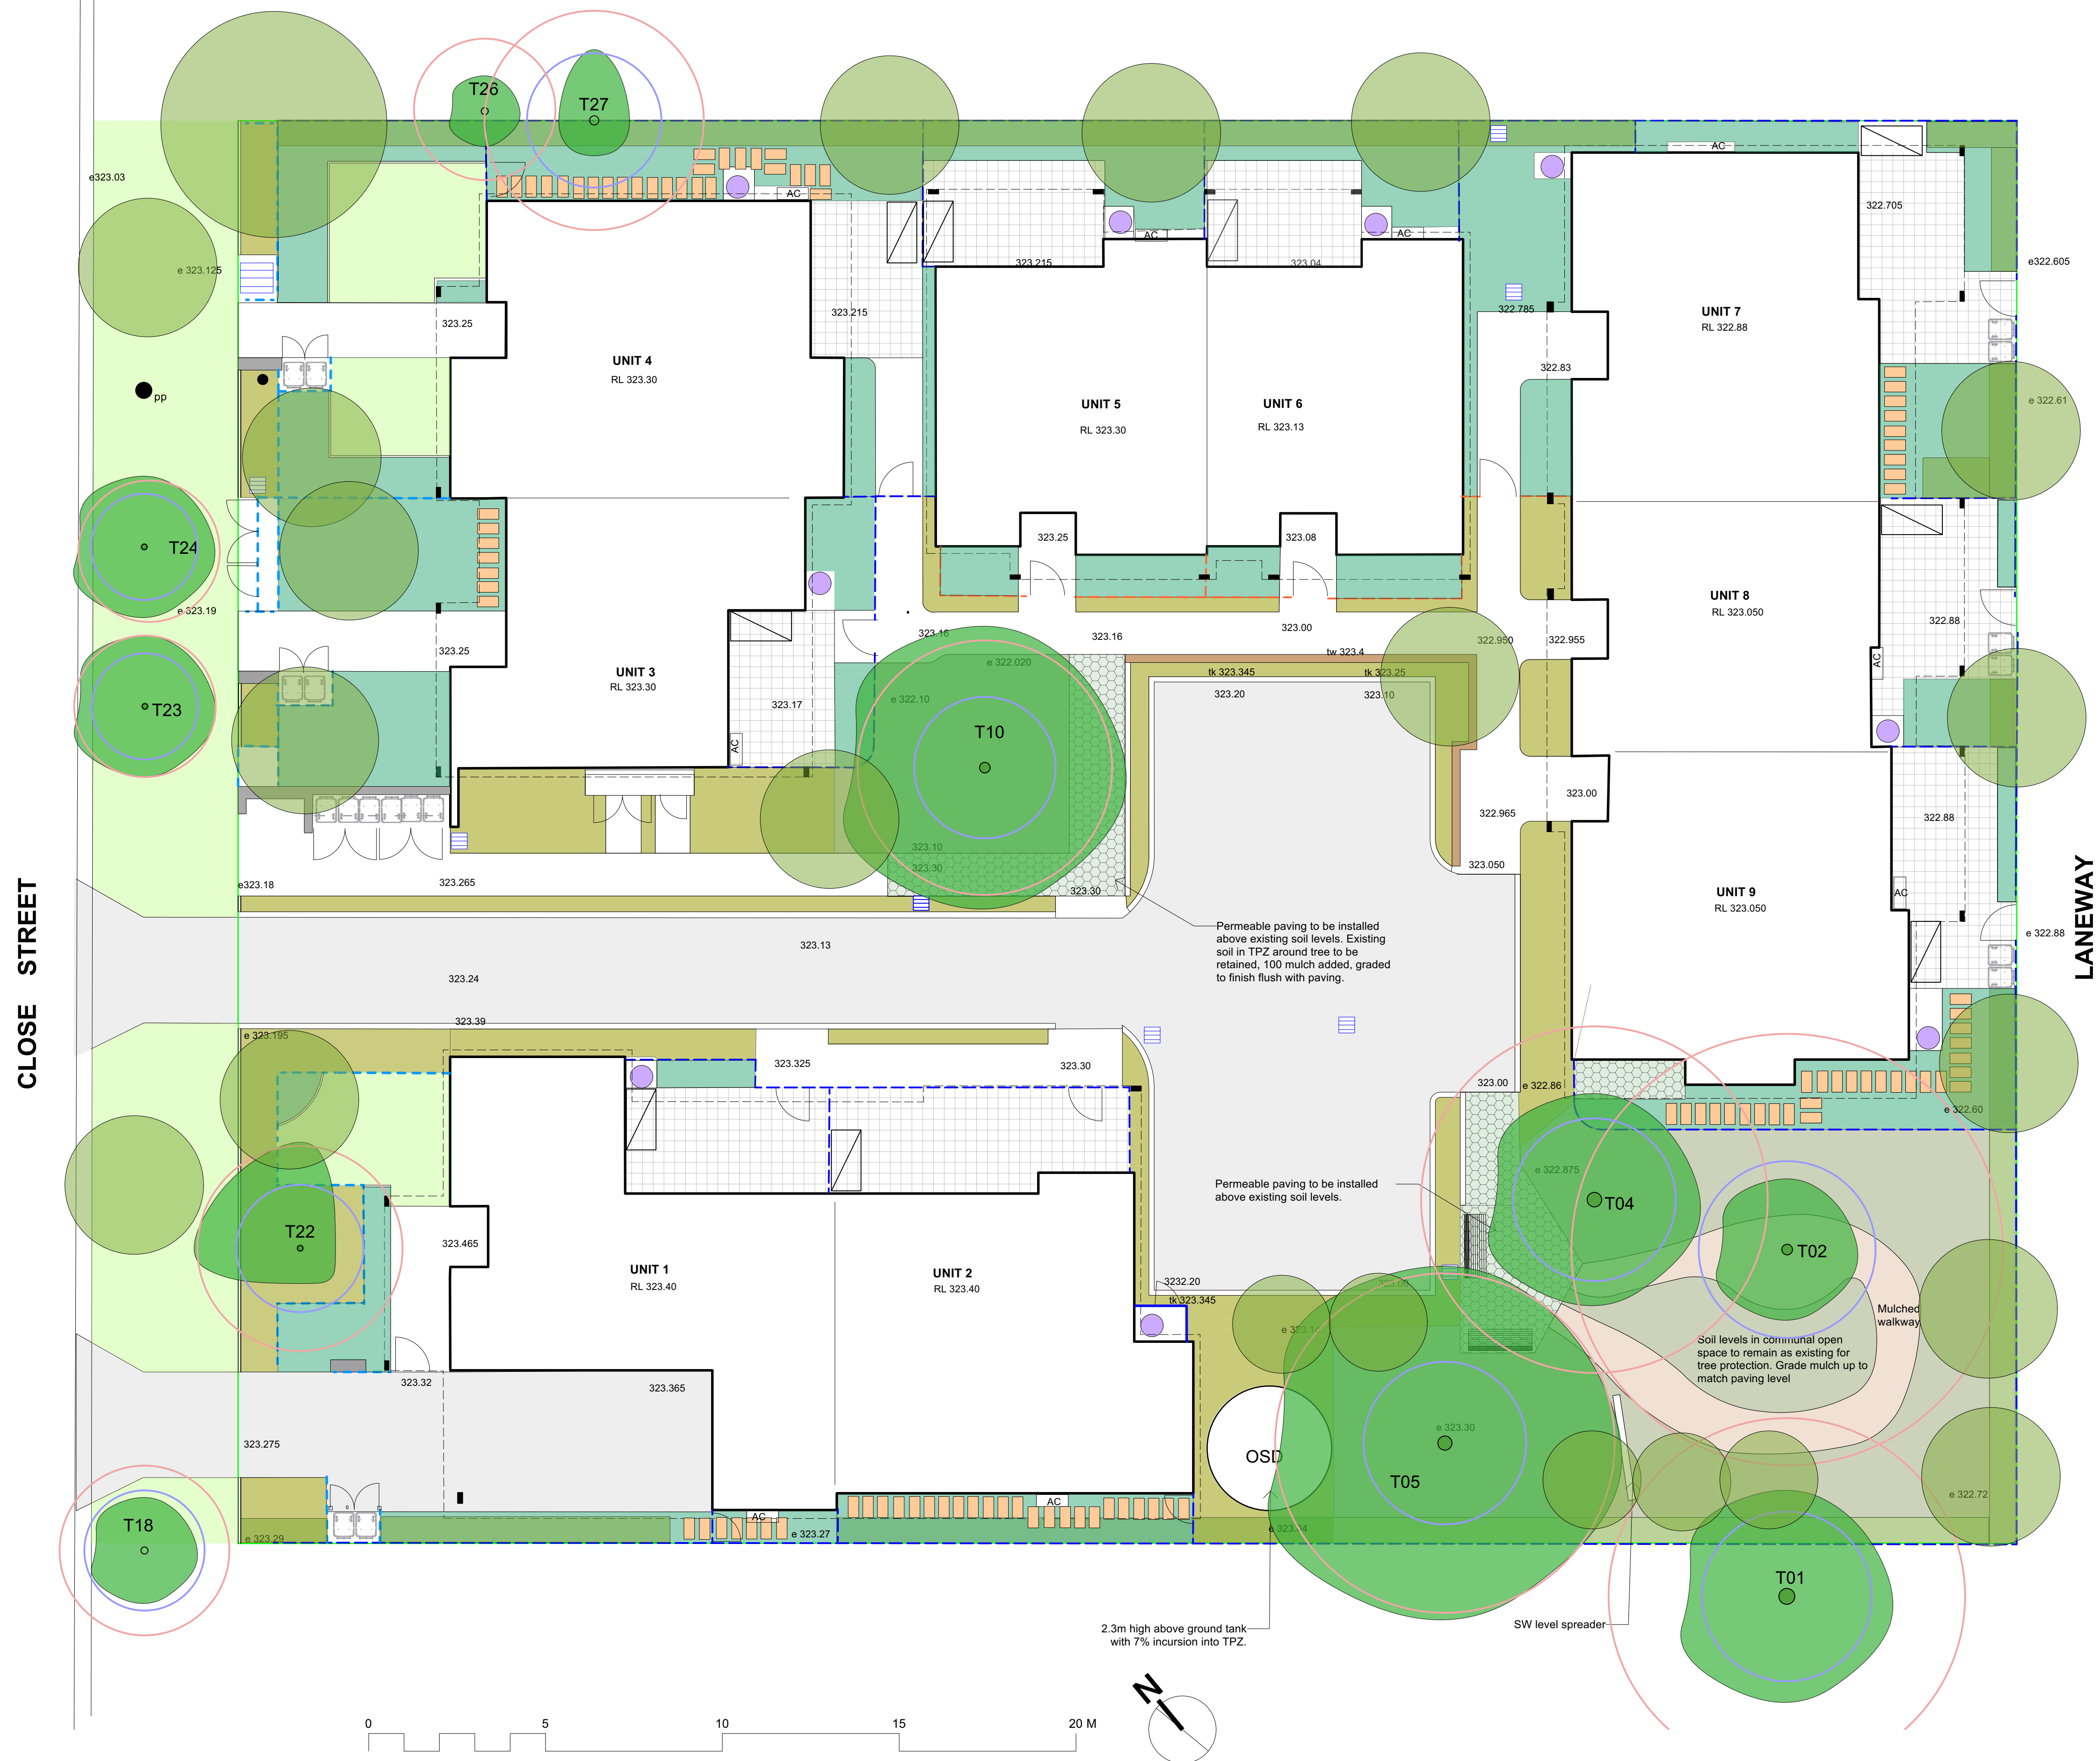 T26
T27
e323.03
AC
AC
AC
AC
322.705
e 323.125
e322.605
323.215
323.04
323.215
322.785
UNIT 7
RL 322.88
323.25
UNIT 4
RL 323.30
322.83
pp
UNIT 5
RL 323.30
UNIT 6
RL 323.13
e 322.61
T24
323.25
323.08
e 323.19
UNIT 8
RL 323.050
322.88
323.16
323.16
323.00
322.950
322.955
323.25
e 322.020
tw 323.4
AC
UNIT 3
RL 323.30
tk 323.345
tk 323.25
323.20
323.10
e 322.10
323.17
T23
T10
AC
323.00
322.965
322.88
323.10
323.30
323.050
e323.18
323.265
323.30
UNIT 9
RL 323.050
AC
CLOSE STREET
LANEWAY
Permeable paving to be installed
above existing soil levels. Existing
soil in TPZ around tree to be
retained, 100 mulch added, graded
to finish flush with paving.
e 322.88
323.13
323.24
323.39
e 323.195
323.325
323.30
323.00
e 322.86
e 322.60
Permeable paving to be installed
above existing soil levels.
e 322.875
T04
T22
323.465
T02
UNIT 1
RL 323.40
UNIT 2
RL 323.40
3232.20
tk 323.345
Mulched
walkway
Soil levels in communal open
space to remain as existing for
tree protection. Grade mulch up to
match paving level
323.32
323.365
e 323.30
323.275
OSD
T05
e 322.72
AC
AC
T18
e 323.29
e 323.27
T01
2.3m high above ground tank
with 7% incursion into TPZ.
SW level spreader
N
0 5 10 15 20 M